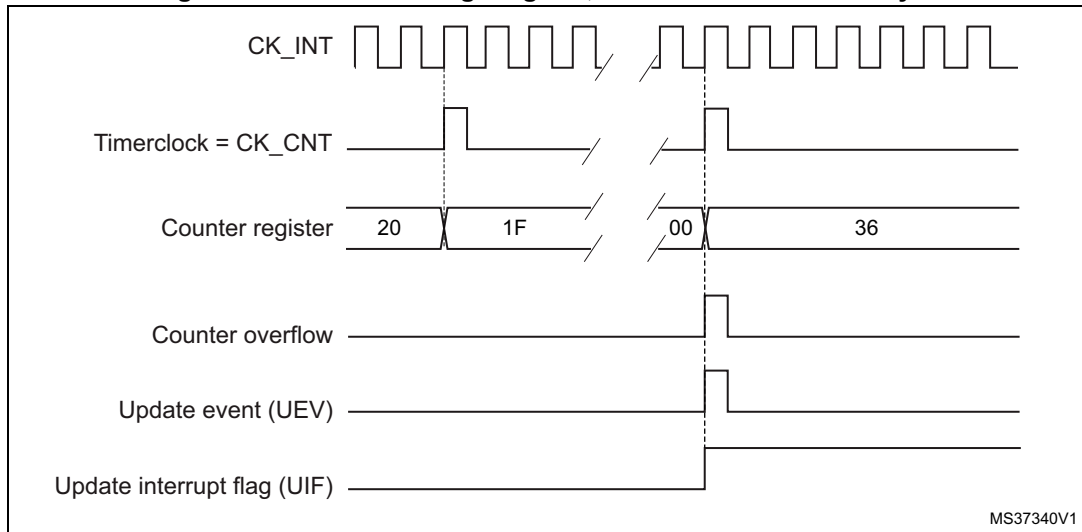 CK_INT
Timerclock = CK_CNT
Counter register 20 1F 00 36
Counter overflow
Update event (UEV)
Update interrupt flag (UIF)
MS37340V1